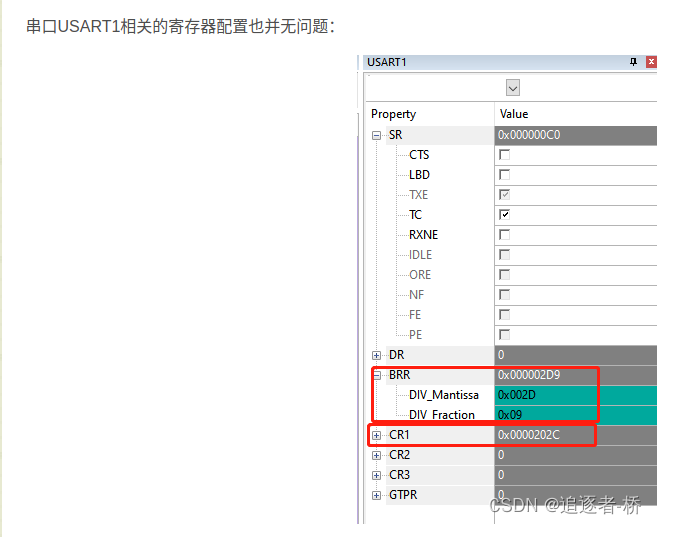 串口USART1相关的寄存器配置也并无问题：
USART1
Property Value
SR 0x000000C0
CTS
LBD
TXE
TC
RXNE
IDLE
ORE
NF
FE
PE
DR 0
BRR 0x000002D9
DIV_Mantissa 0x002D
DIV_Fraction 0x09
CR1 0x0000202C
CR2 0
CR3 0
GTPR 0
CSDN @追逐者-桥